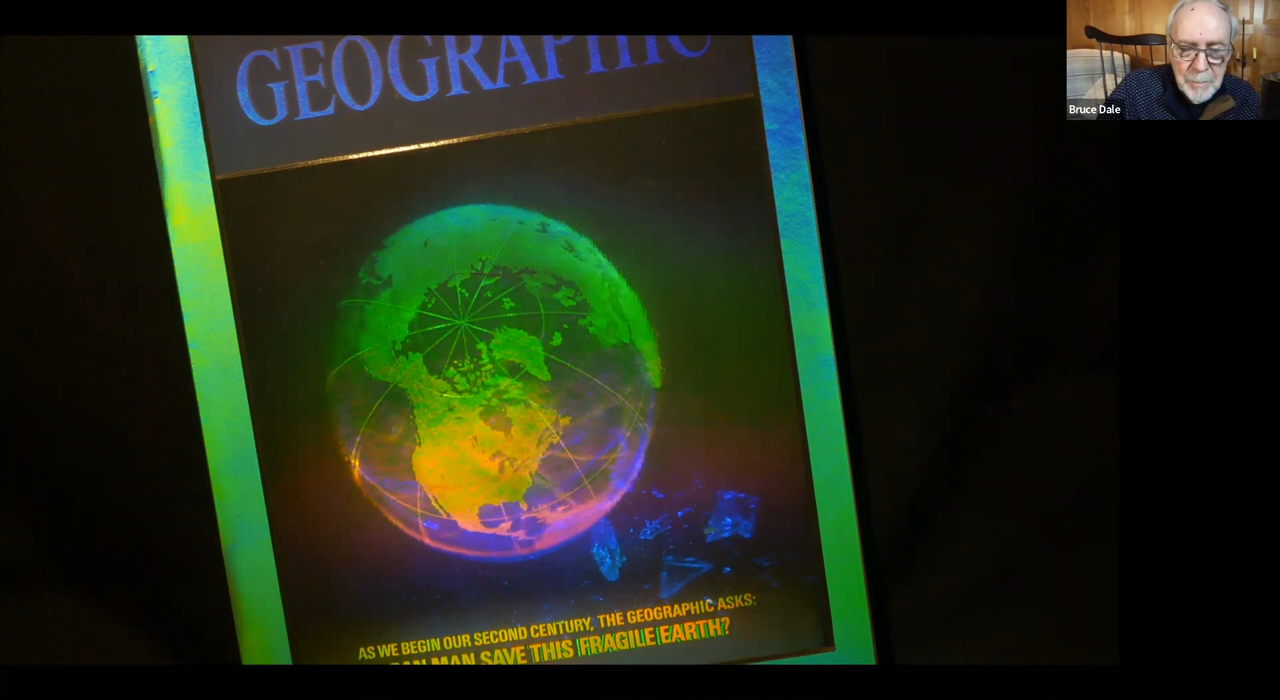 Bruce Dale
GEOGRAPHIC
AS WE BEGIN OUR SECOND CENTURY, THE GEOGRAPHIC ASKS:
MAN SAVE THIS FRAGILE EARTH?